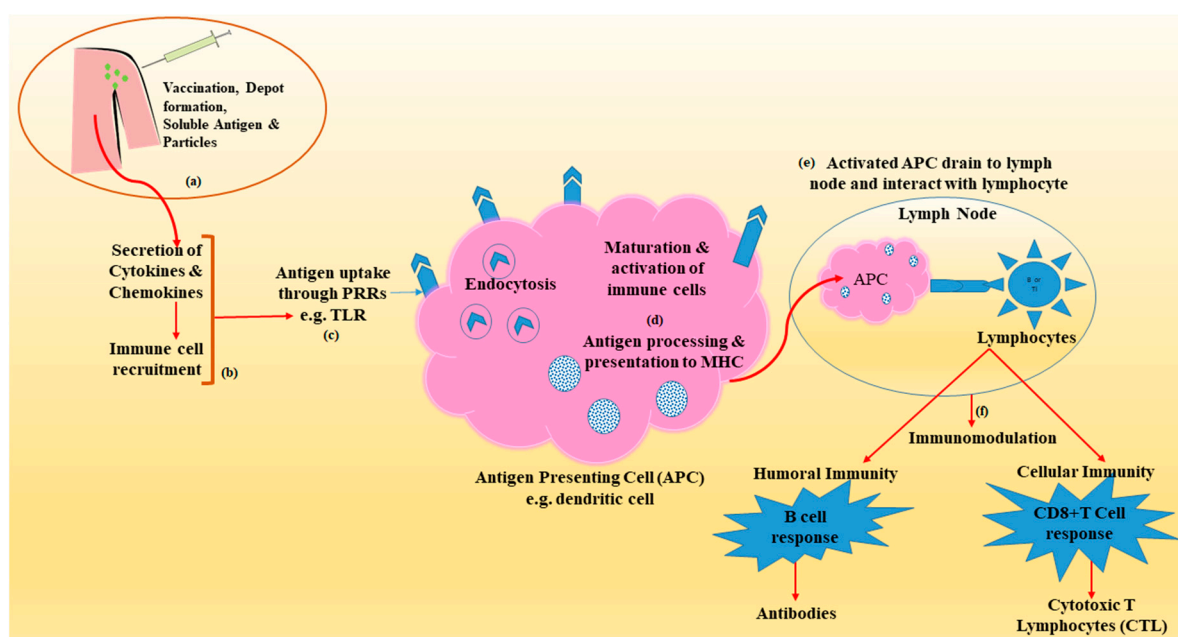 Vaccination, Depot
formation,
Soluble Antigen &
Particles
(a)
Secretion of
Cytokines &
Chemokines
Immune cell
recruitment
(b)
Antigen uptake
through PRRs
e.g. TLR
(c)
Endocytosis
Maturation &
activation of
immune cells
(d)
Antigen processing &
presentation to MHC
Antigen Presenting Cell (APC)
e.g. dendritic cell
(e) Activated APC drain to lymph
node and interact with lymphocyte
Lymph Node
APC
B or
Lymphocytes
(f)
Immunomodulation
Humoral Immunity
B cell
response
Antibodies
Cellular Immunity
CD8+T Cell
response
Cytotoxic T
Lymphocytes (CTL)